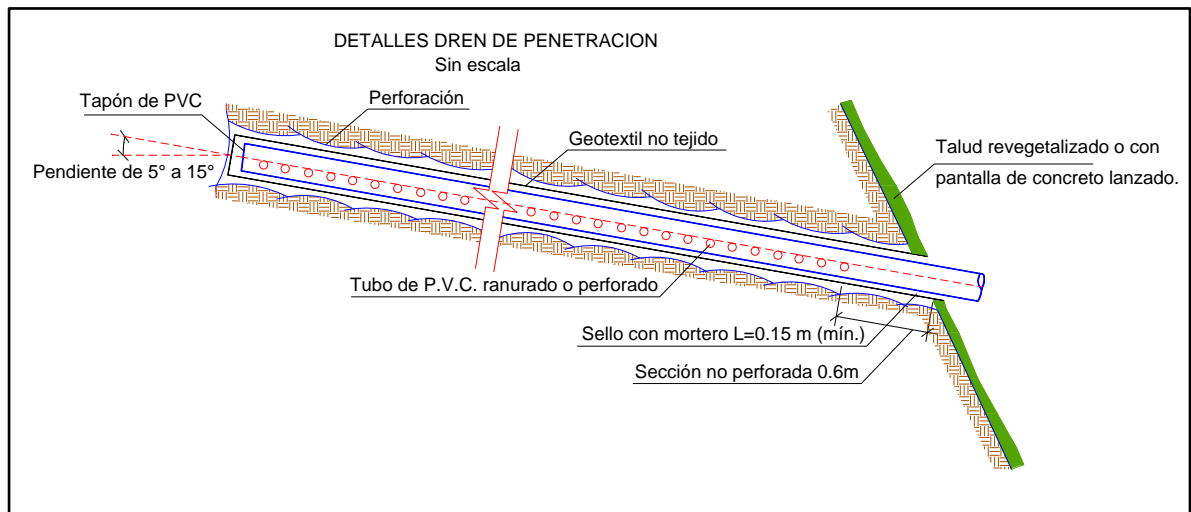 DETALLES DREN DE PENETRACION
Sin escala
Tapón de PVC
Perforación
Geotextil no tejido
Talud revegetalizado o con
pantalla de concreto lanzado.
Pendiente de 5° a 15°
Tubo de P.V.C. ranurado o perforado
Sello con mortero L=0.15 m (mín.)
Sección no perforada 0.6m